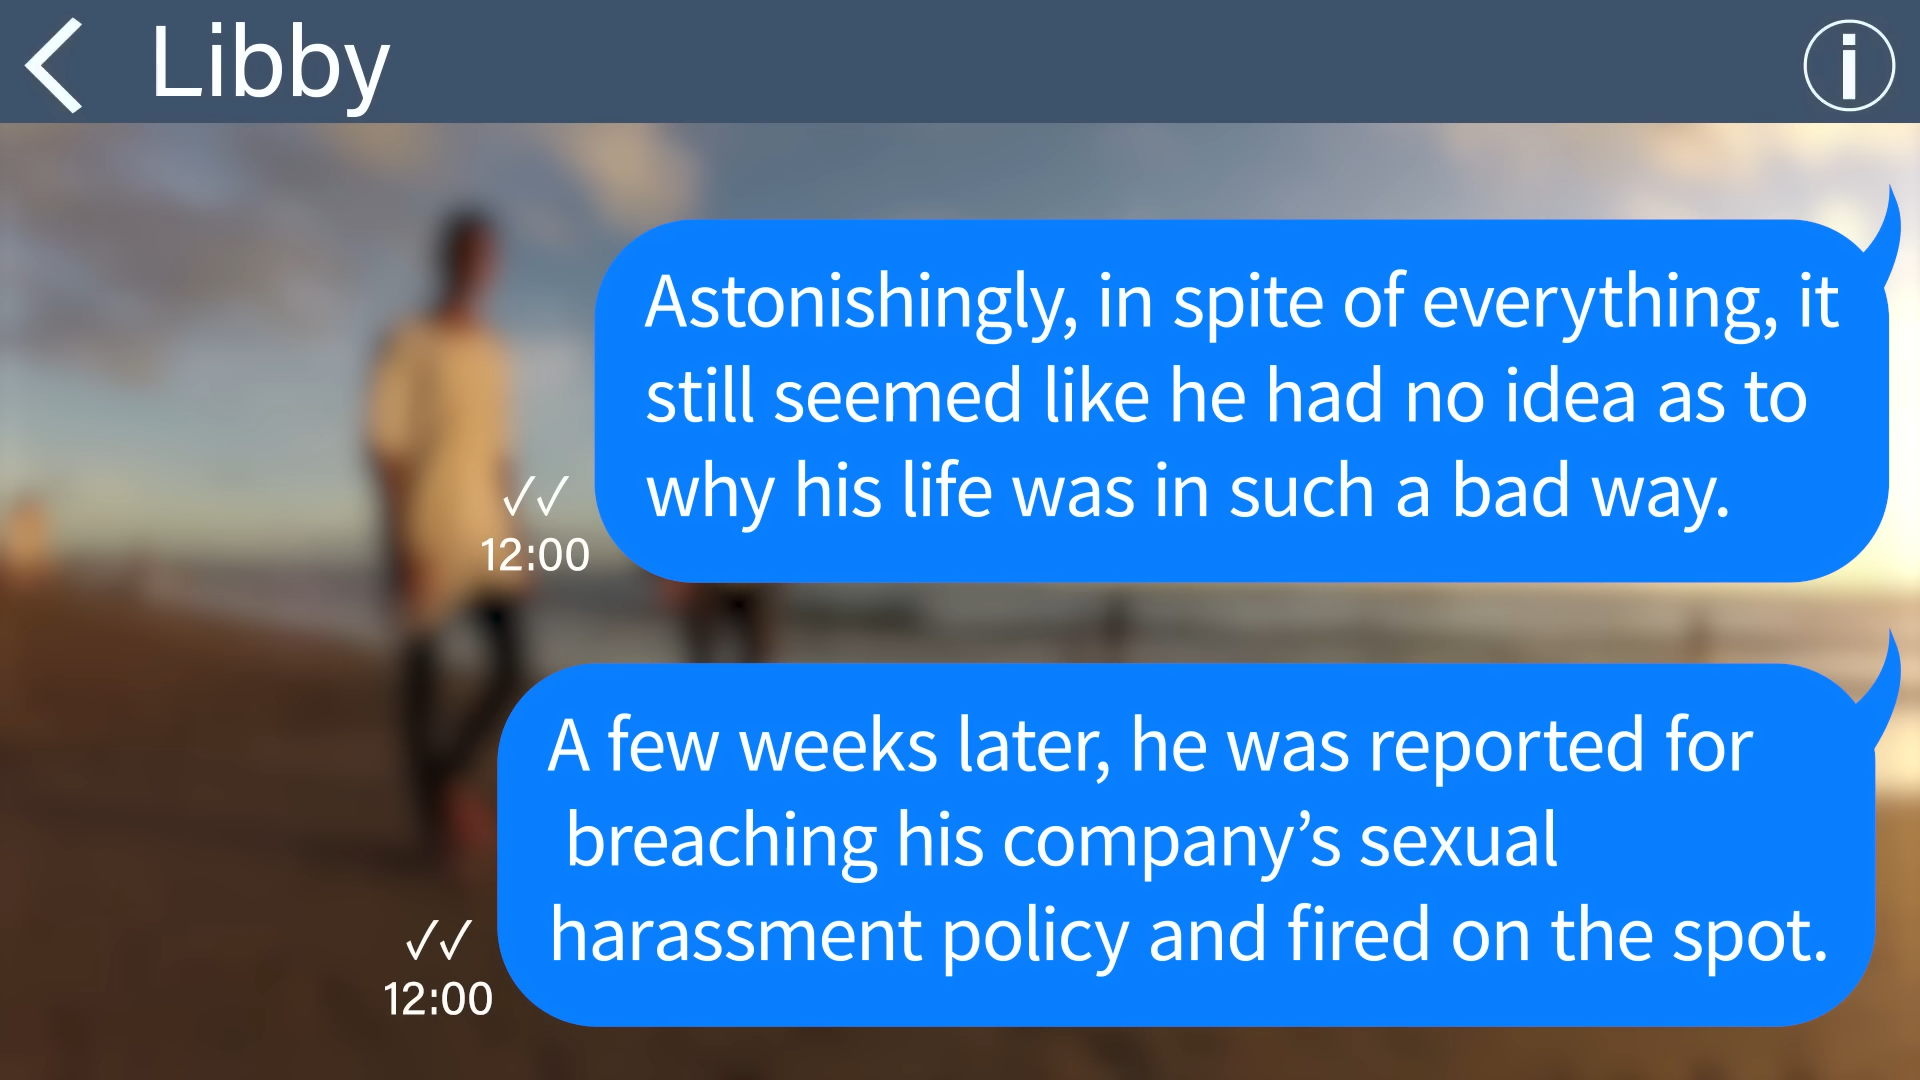 Libby
Astonishingly, in spite of everything, it
still seemed like he had no idea as to
why his life was in such a bad way.
✓✓
12:00
A few weeks later, he was reported for
breaching his company’s sexual
harassment policy and fired on the spot.
✓✓
12:00